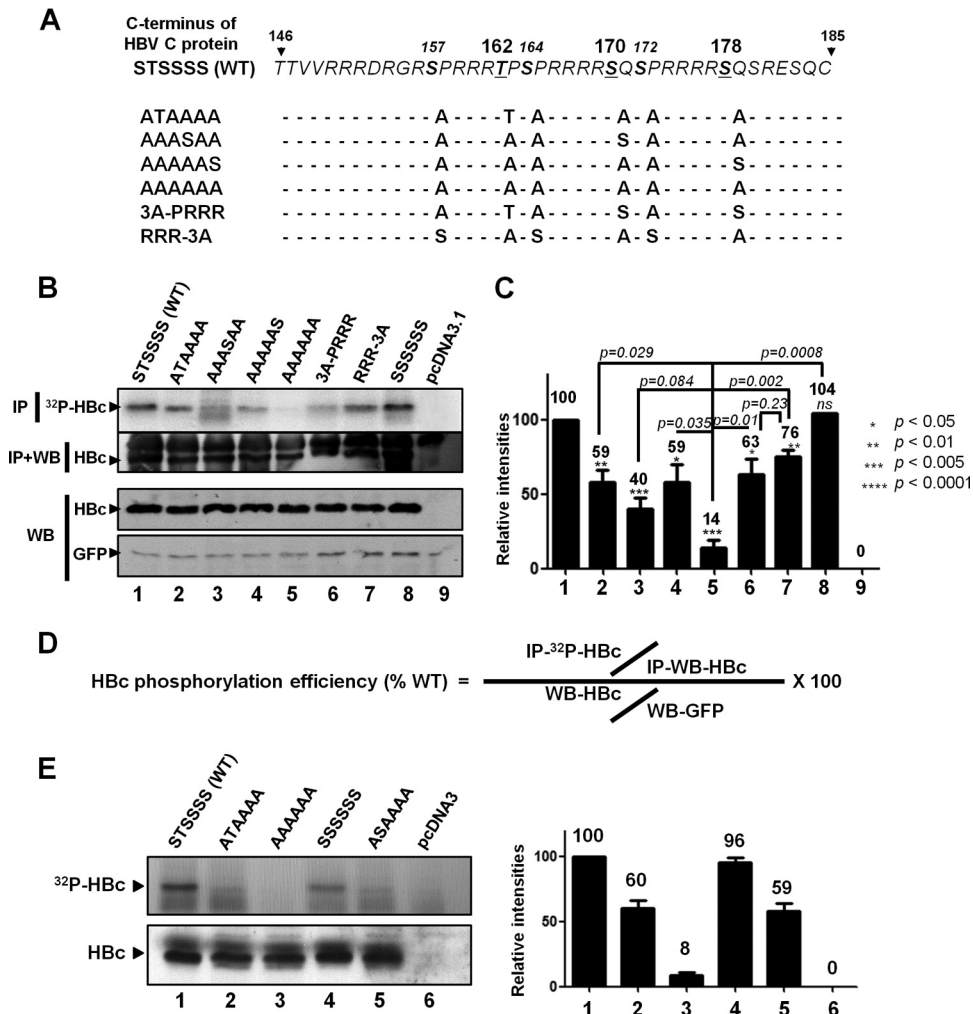 A
C-terminus of
HBV C protein
STSSSS (WT)
146 157 162 164 170 172 178 185
TTVVRRRDRGRSPRRRTPSPRRRRSQSPRRRRSQSRESQC
ATAAAA - - - - - - - - - - - A - - - - T - A - - - - - S - A - - - - - A - - - - - - -
AAASAA - - - - - - - - - - - A - - - - A - A - - - - - S - A - - - - - A - - - - - - -
AAAAAS - - - - - - - - - - - A - - - - A - A - - - - - A - A - - - - - S - - - - - - -
AAAAAA - - - - - - - - - - - A - - - - A - A - - - - - A - A - - - - - A - - - - - - -
3A-PRRR - - - - - - - - - - - A - - - - T - A - - - - - S - A - - - - - S - - - - - - -
RRR-3A - - - - - - - - - - - S - - - - A - S - - - - - A - S - - - - - A - - - - - - -
B
STSSSS (WT)
ATAAAA
AAASAA
AAAAAS
AAAAAA
3A-PRRR
RRR-3A
SSSSSS
pcDNA3.1
IP
32P-HBc
IP+WB
HBc
WB
HBc
GFP
1 2 3 4 5 6 7 8 9
C
Relative intensities
100
50
0
p=0.029
p=0.0008
p=0.084
p=0.002
p=0.035
p=0.01
p=0.23
100
59
**
40
***
59
*
14
***
63
*
76
**
104
ns
0
1 2 3 4 5 6 7 8 9
* p < 0.05
** p < 0.01
*** p < 0.005
**** p < 0.0001
D
HBc phosphorylation efficiency (% WT) =
IP-32P-HBc
IP-WB-HBc
WB-HBc
WB-GFP
X 100
E
STSSSS (WT)
ATAAAA
AAAAAA
SSSSSS
ASAAAA
pcDNA3
32P-HBc
HBc
1 2 3 4 5 6
Relative intensities
100
50
0
100
60
8
96
59
0
1 2 3 4 5 6